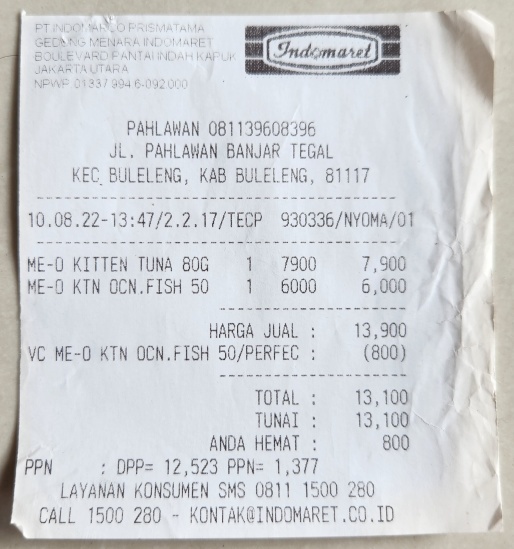 PT INDOMARCO PRISMATAMA
GEDUNG MENARA INDOMARET
BOULEVARD PANTAI INDAH KAPUK
JAKARTA UTARA
NPWP 01.337.994.6-092.000
Indomaret
PAHLAWAN 081139608396
JL. PAHLAWAN BANJAR TEGAL
KEC BULELENG, KAB BULELENG, 81117
10.08.22-13:47/2.2.17/TECP 930336/NYOMA/01
ME-O KITTEN TUNA 80G 1 7900 7,900
ME-O KTN OCN.FISH 50 1 6000 6,000
HARGA JUAL : 13,900
VC ME-O KTN OCN.FISH 50/PERFEC : (800)
TOTAL : 13,100
TUNAI : 13,100
ANDA HEMAT : 800
PPN : DPP= 12,523 PPN= 1,377
LAYANAN KONSUMEN SMS 0811 1500 280
CALL 1500 280 - KONTAK@INDOMARET.CO.ID